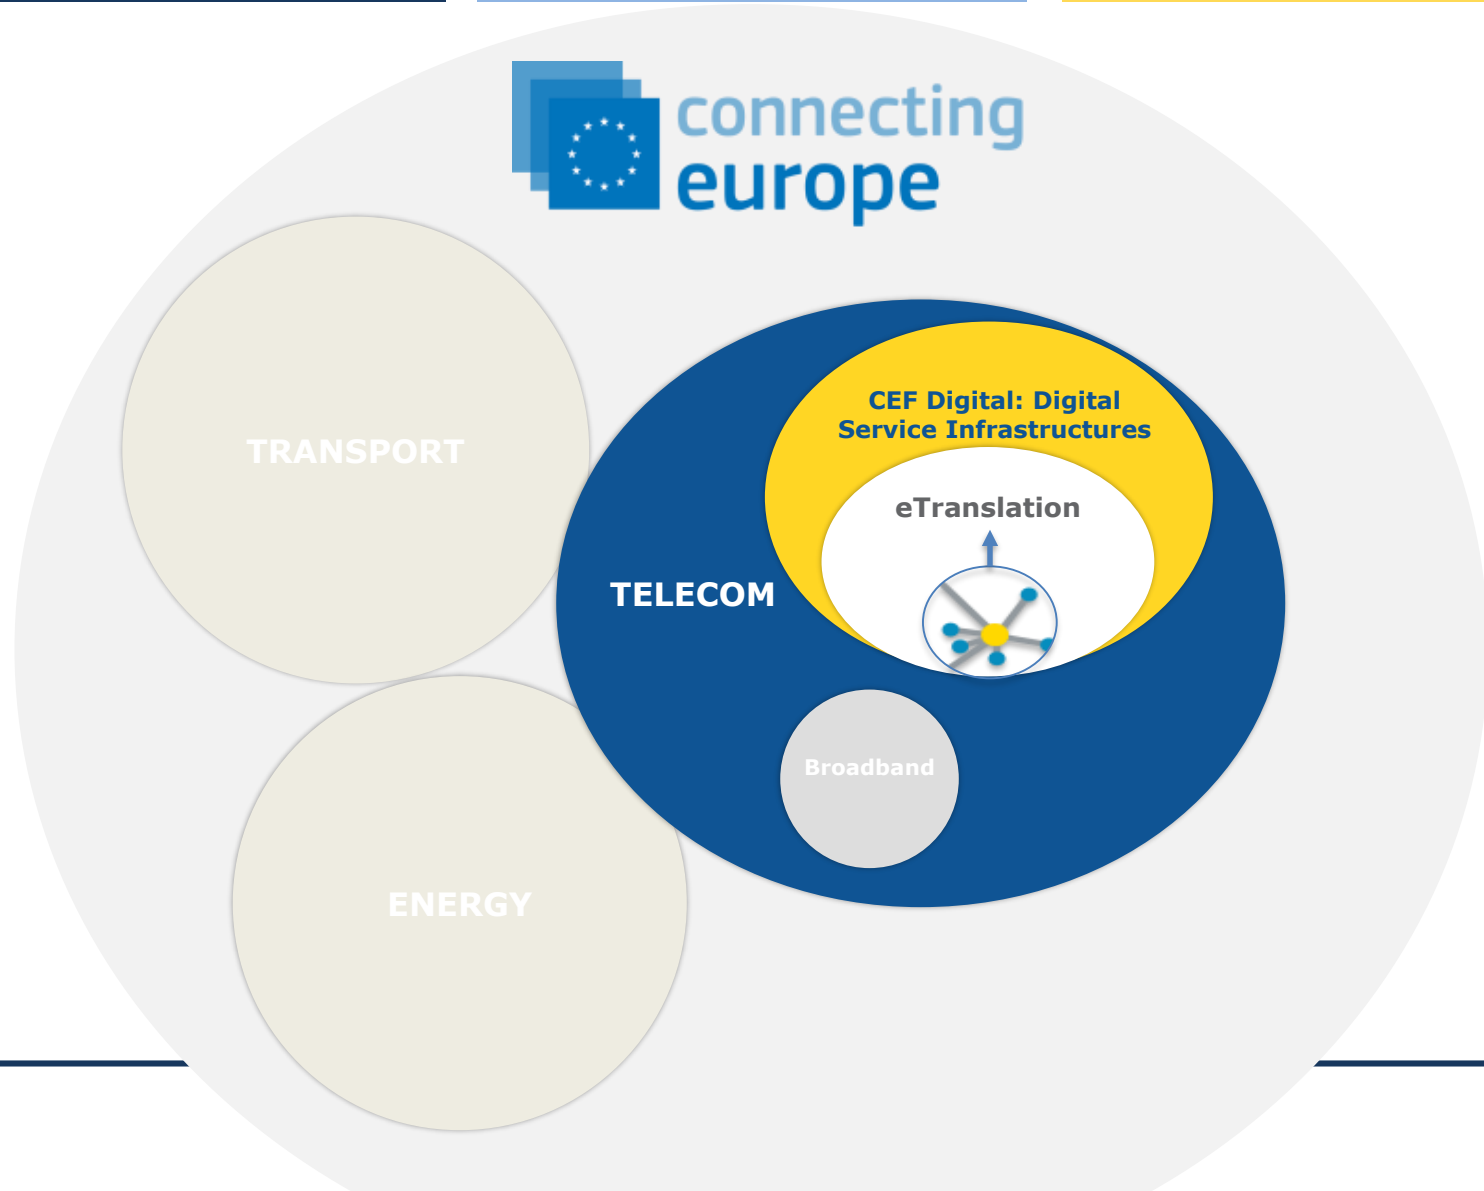 connecting
europe
TRANSPORT
CEF Digital: Digital
Service Infrastructures
eTranslation
TELECOM
Broadband
ENERGY